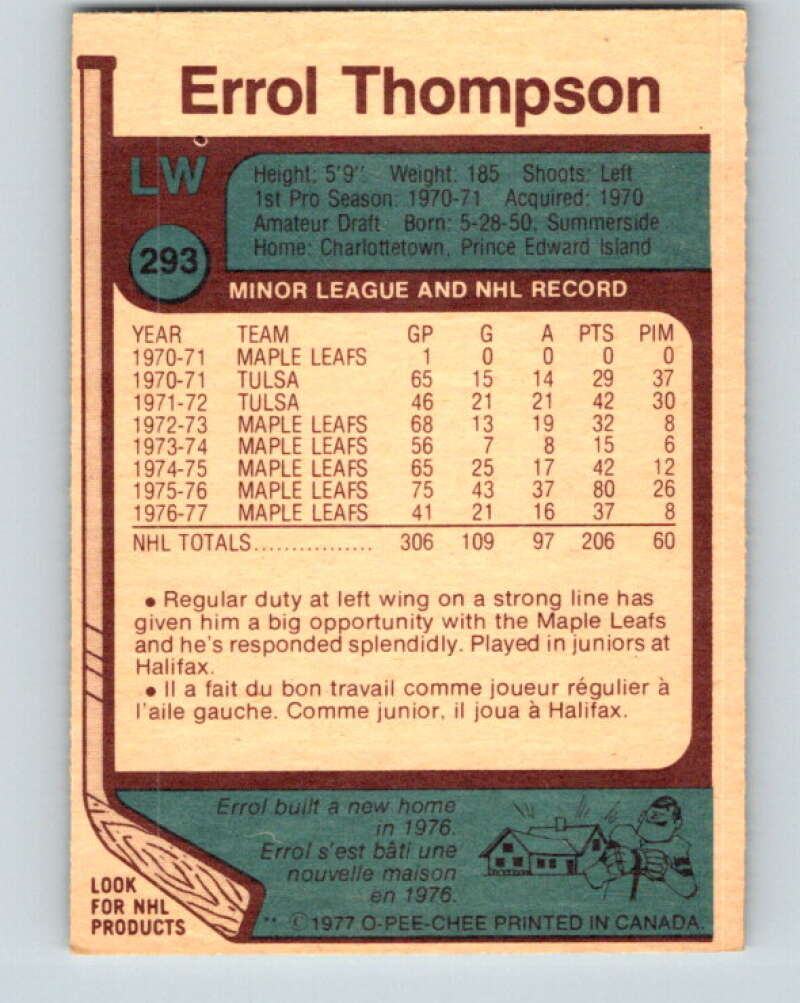 Errol Thompson
LW
Height: 5'9" Weight: 185 Shoots: Left
1st Pro Season: 1970-71 Acquired: 1970
Amateur Draft Born: 5-28-50, Summerside
Home: Charlottetown, Prince Edward Island
293
MINOR LEAGUE AND NHL RECORD
YEAR TEAM GP G A PTS PIM
1970-71 MAPLE LEAFS 1 0 0 0 0
1970-71 TULSA 65 15 14 29 37
1971-72 TULSA 46 21 21 42 30
1972-73 MAPLE LEAFS 68 13 19 32 8
1973-74 MAPLE LEAFS 56 7 8 15 6
1974-75 MAPLE LEAFS 65 25 17 42 12
1975-76 MAPLE LEAFS 75 43 37 80 26
1976-77 MAPLE LEAFS 41 21 16 37 8
NHL TOTALS................ 306 109 97 206 60
• Regular duty at left wing on a strong line has
given him a big opportunity with the Maple Leafs
and he's responded splendidly. Played in juniors at
Halifax.
• Il a fait du bon travail comme joueur régulier à
l'aile gauche. Comme junior, il joua à Halifax.
Errol built a new home
in 1976.
Errol s'est bâti une
nouvelle maison
en 1976.
LOOK
FOR NHL
PRODUCTS
** © 1977 O-PEE-CHEE PRINTED IN CANADA.